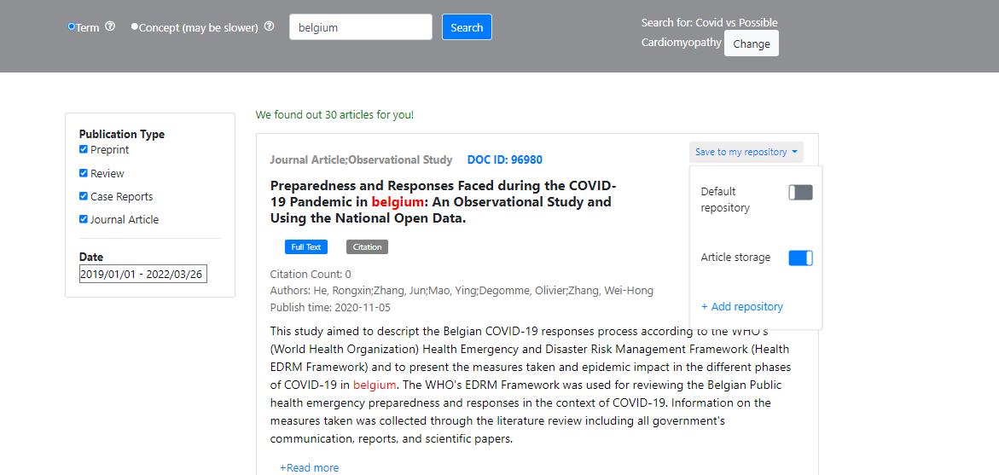 Term ?
Concept (may be slower) ?
belgium
Search
Search for: Covid vs Possible
Cardiomyopathy Change
Publication Type
Preprint
Review
Case Reports
Journal Article
Date
2019/01/01 - 2022/03/26
We found out 30 articles for you!
Journal Article;Observational Study DOC ID: 96980
Save to my repository
Default
repository
Article storage
+ Add repository
Preparedness and Responses Faced during the COVID-
19 Pandemic in belgium: An Observational Study and
Using the National Open Data.
Full Text Citation
Citation Count: 0
Authors: He, Rongxin;Zhang, Jun;Mao, Ying;Degomme, Olivier;Zhang, Wei-Hong
Publish time: 2020-11-05
This study aimed to descript the Belgian COVID-19 responses process according to the WHO's
(World Health Organization) Health Emergency and Disaster Risk Management Framework (Health
EDRM Framework) and to present the measures taken and epidemic impact in the different phases
of COVID-19 in belgium. The WHO's EDRM Framework was used for reviewing the Belgian Public
health emergency preparedness and responses in the context of COVID-19. Information on the
measures taken was collected through the literature review including all government's
communication, reports, and scientific papers.
+Read more